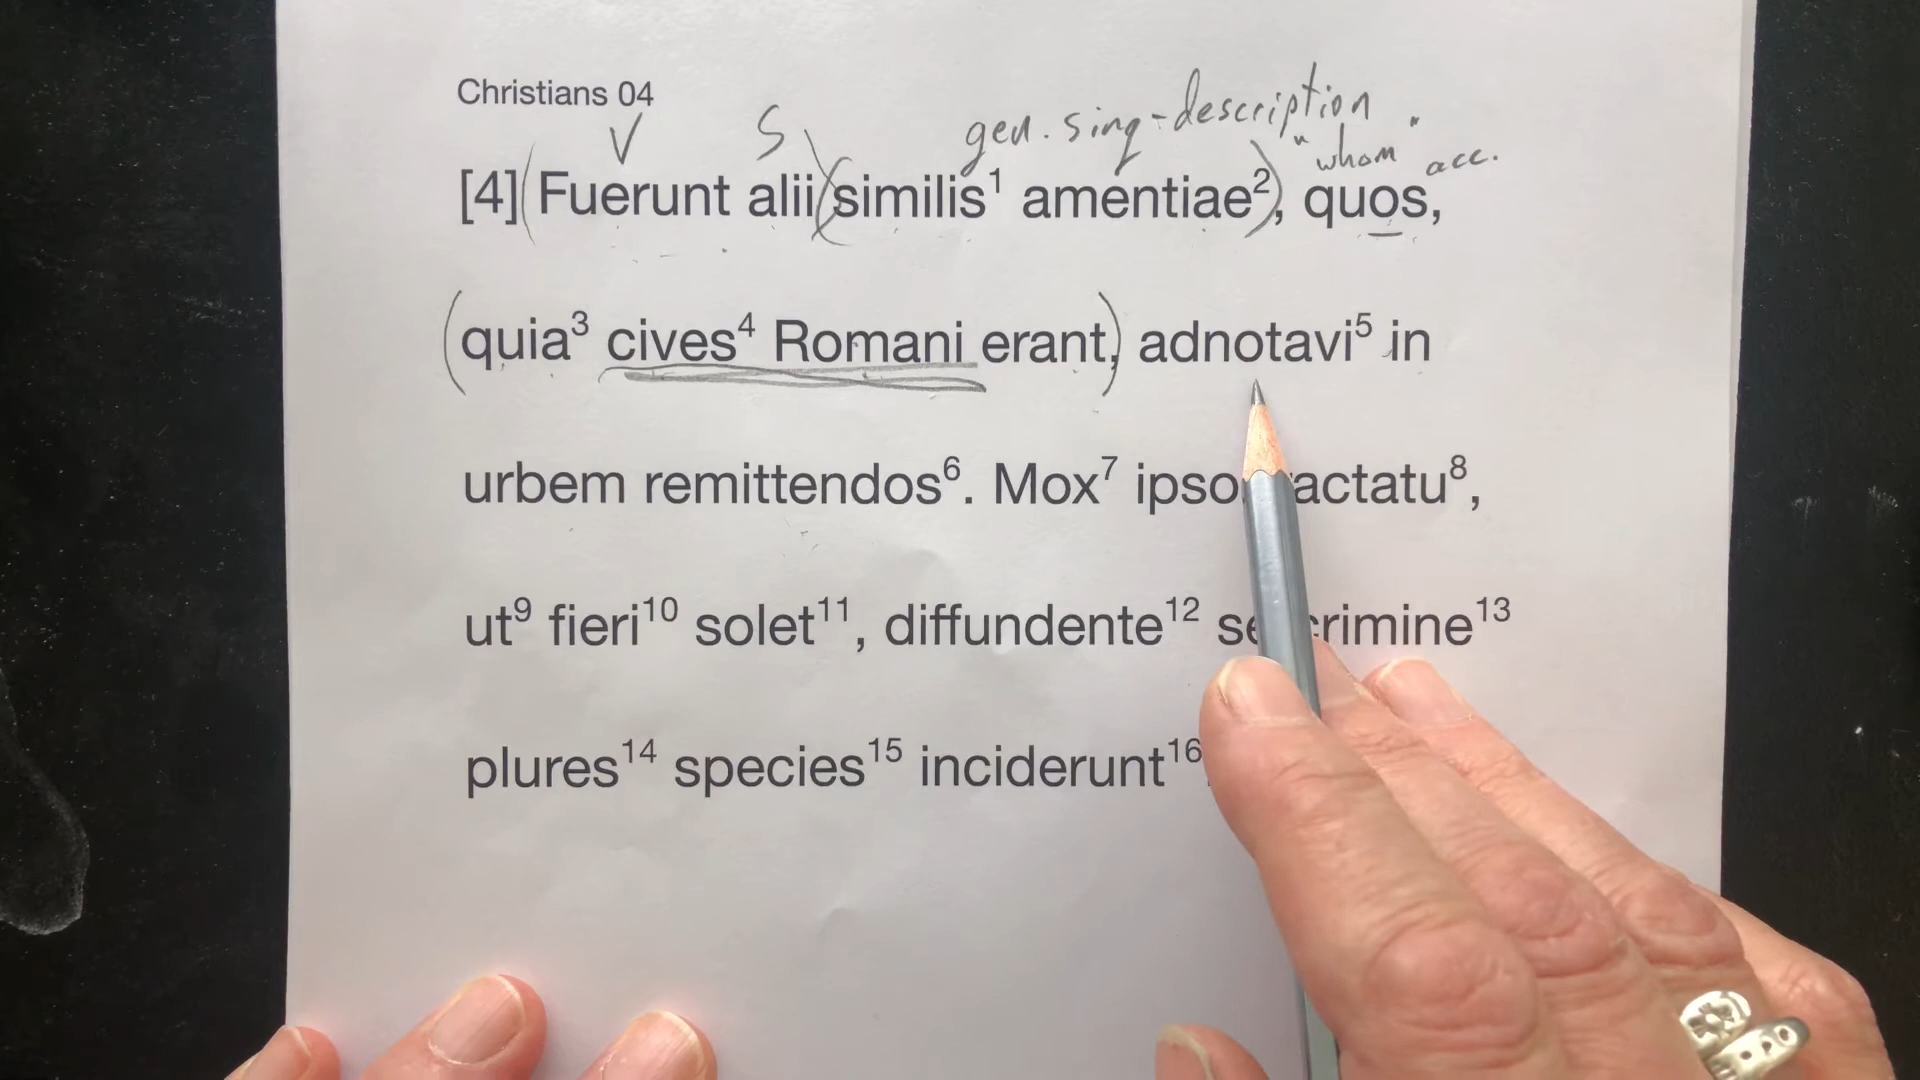 Christians 04
V S gen. sing - description
"whom" acc.
[4] (Fuerunt alii (similis¹ amentiae²), quos,
(quia³ cives⁴ Romani erant,) adnotavi⁵ in
urbem remittendos⁶. Mox⁷ ipso actatu⁸,
ut⁹ fieri¹⁰ solet¹¹, diffundente¹² se crimine¹³
plures¹⁴ species¹⁵ inciderunt¹⁶.